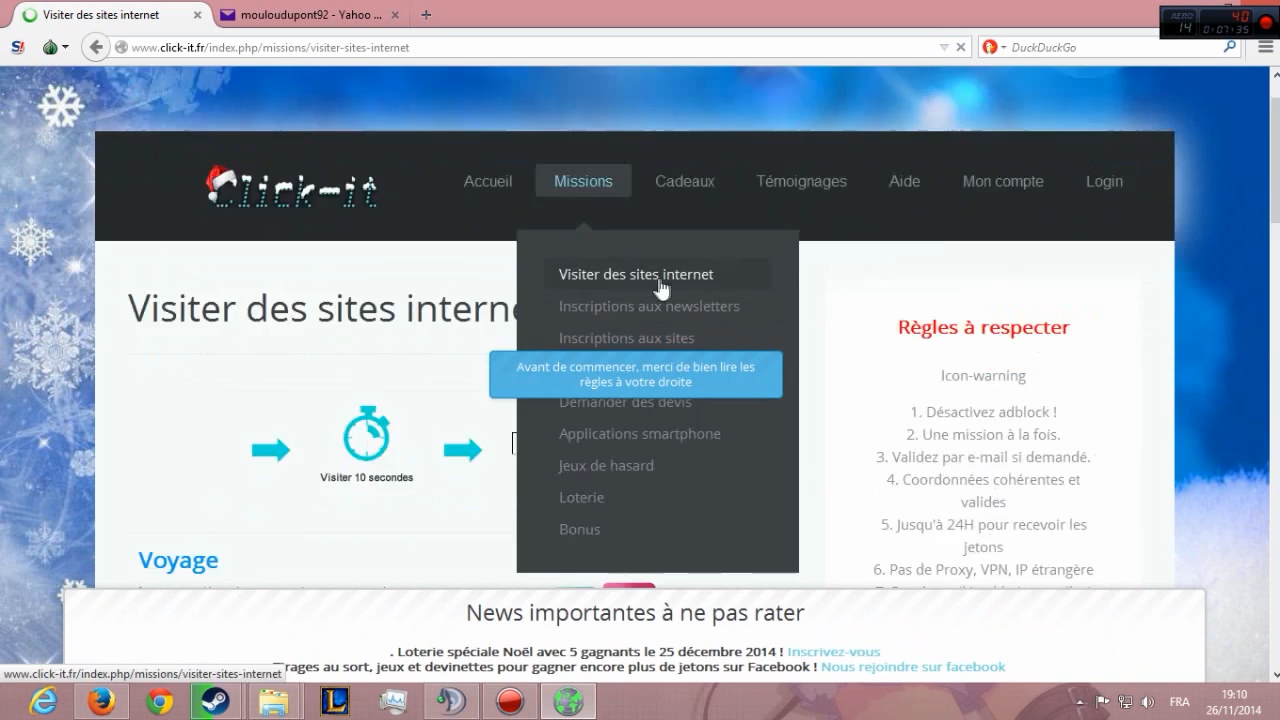 Visiter des sites internet
mouloudupont92 - Yahoo ...
AERO
14
40
0:07:35
www.click-it.fr/index.php/missions/visiter-sites-internet
DuckDuckGo
Click-it
Accueil
Missions
Cadeaux
Témoignages
Aide
Mon compte
Login
Visiter des sites interne
Visiter des sites internet
Inscriptions aux newsletters
Inscriptions aux sites
Avant de commencer, merci de bien lire les
règles à votre droite
Demander des devis
Applications smartphone
Jeux de hasard
Loterie
Bonus
Visiter 10 secondes
Voyage
Règles à respecter
Icon-warning
1. Désactivez adblock !
2. Une mission à la fois.
3. Validez par e-mail si demandé.
4. Coordonnées cohérentes et
valides
5. Jusqu'à 24H pour recevoir les
jetons
6. Pas de Proxy, VPN, IP étrangère
News importantes à ne pas rater
. Loterie spéciale Noël avec 5 gagnants le 25 décembre 2014 ! Inscrivez-vous
rages au sort, jeux et devinettes pour gagner encore plus de jetons sur Facebook ! Nous rejoindre sur facebook
www.click-it.fr/index.php/missions/visiter-sites-internet
FRA
19:10
26/11/2014